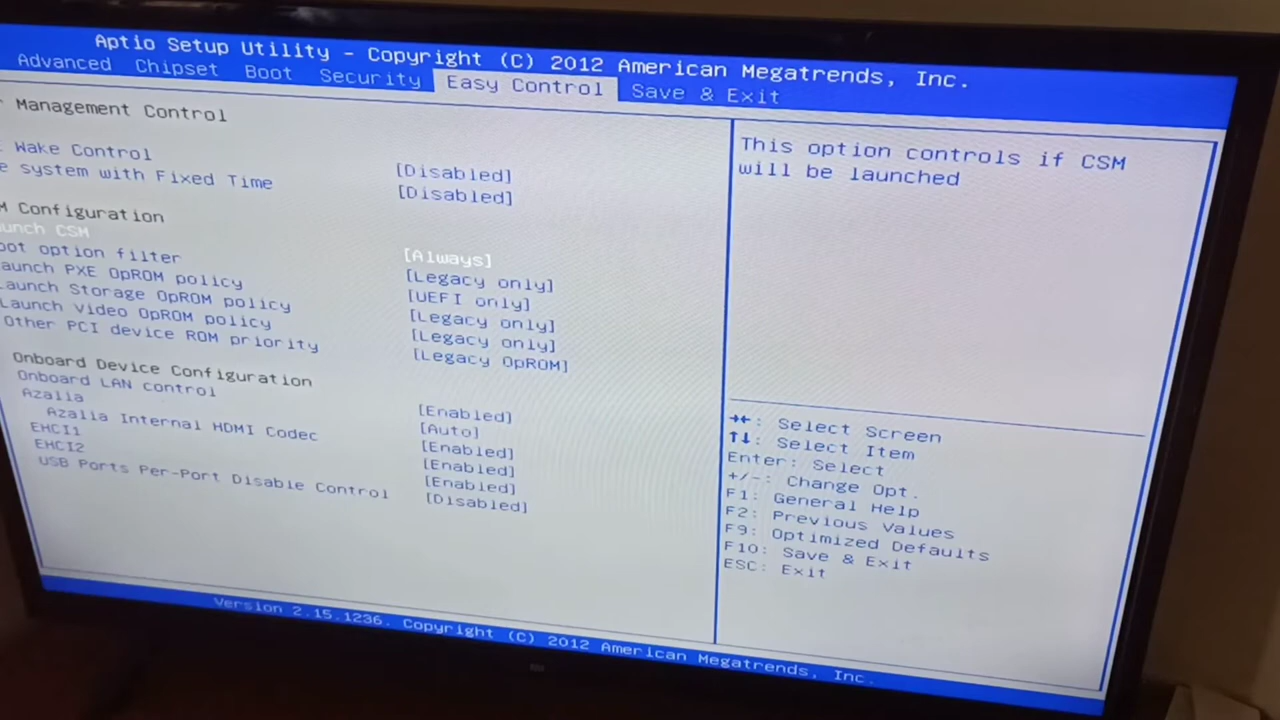 Aptio Setup Utility - Copyright (C) 2012 American Megatrends, Inc.
Advanced Chipset Boot Security Easy Control Save & Exit
Management Control
Wake Control [Disabled]
system with Fixed Time [Disabled]
Configuration
CSM [Always]
option filter [Legacy only]
aunch PXE OpROM policy [UEFI only]
aunch Storage OpROM policy [Legacy only]
Launch Video OpROM policy [Legacy only]
Other PCI device ROM priority [Legacy OpROM]
Onboard Device Configuration
Onboard LAN control [Enabled]
Azalia [Auto]
Azalia Internal HDMI Codec [Enabled]
EHCI1 [Enabled]
EHCI2 [Enabled]
USB Ports Per-Port Disable Control [Disabled]
This option controls if CSM
will be launched
→←: Select Screen
↑↓: Select Item
Enter: Select
+/-: Change Opt.
F1: General Help
F2: Previous Values
F9: Optimized Defaults
F10: Save & Exit
ESC: Exit
Version 2.15.1236. Copyright (C) 2012 American Megatrends, Inc.